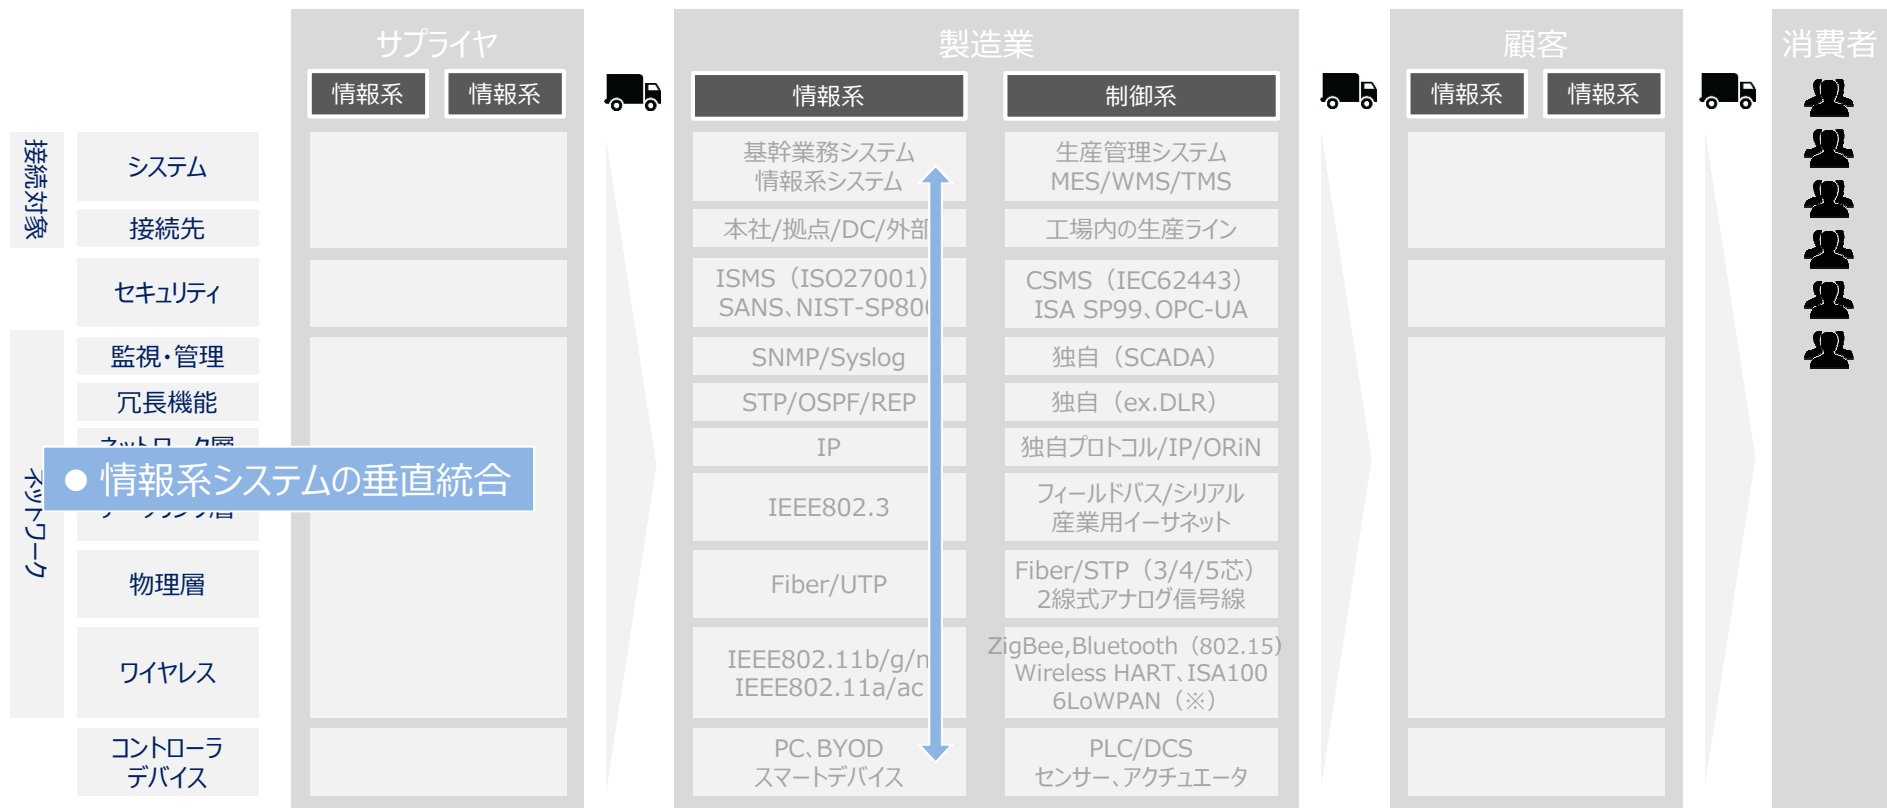 サプライヤ
製造業
顧客
消費者
情報系
情報系
情報系
制御系
情報系
情報系
接続対象
システム
基幹業務システム
情報系システム
生産管理システム
MES/WMS/TMS
接続先
本社/拠点/DC/外部
工場内の生産ライン
セキュリティ
ISMS（ISO27001）
SANS、NIST-SP800
CSMS（IEC62443）
ISA SP99、OPC-UA
ネットワーク
監視・管理
SNMP/Syslog
独自（SCADA）
冗長機能
STP/OSPF/REP
独自（ex.DLR）
IP
独自プロトコル/IP/ORiN
● 情報系システムの垂直統合
IEEE802.3
フィールドバス/シリアル
産業用イーサネット
物理層
Fiber/UTP
Fiber/STP（3/4/5芯）
2線式アナログ信号線
ワイヤレス
IEEE802.11b/g/n
IEEE802.11a/ac
ZigBee,Bluetooth（802.15）
Wireless HART、ISA100
6LoWPAN（※）
コントローラ
デバイス
PC、BYOD
スマートデバイス
PLC/DCS
センサー、アクチュエータ